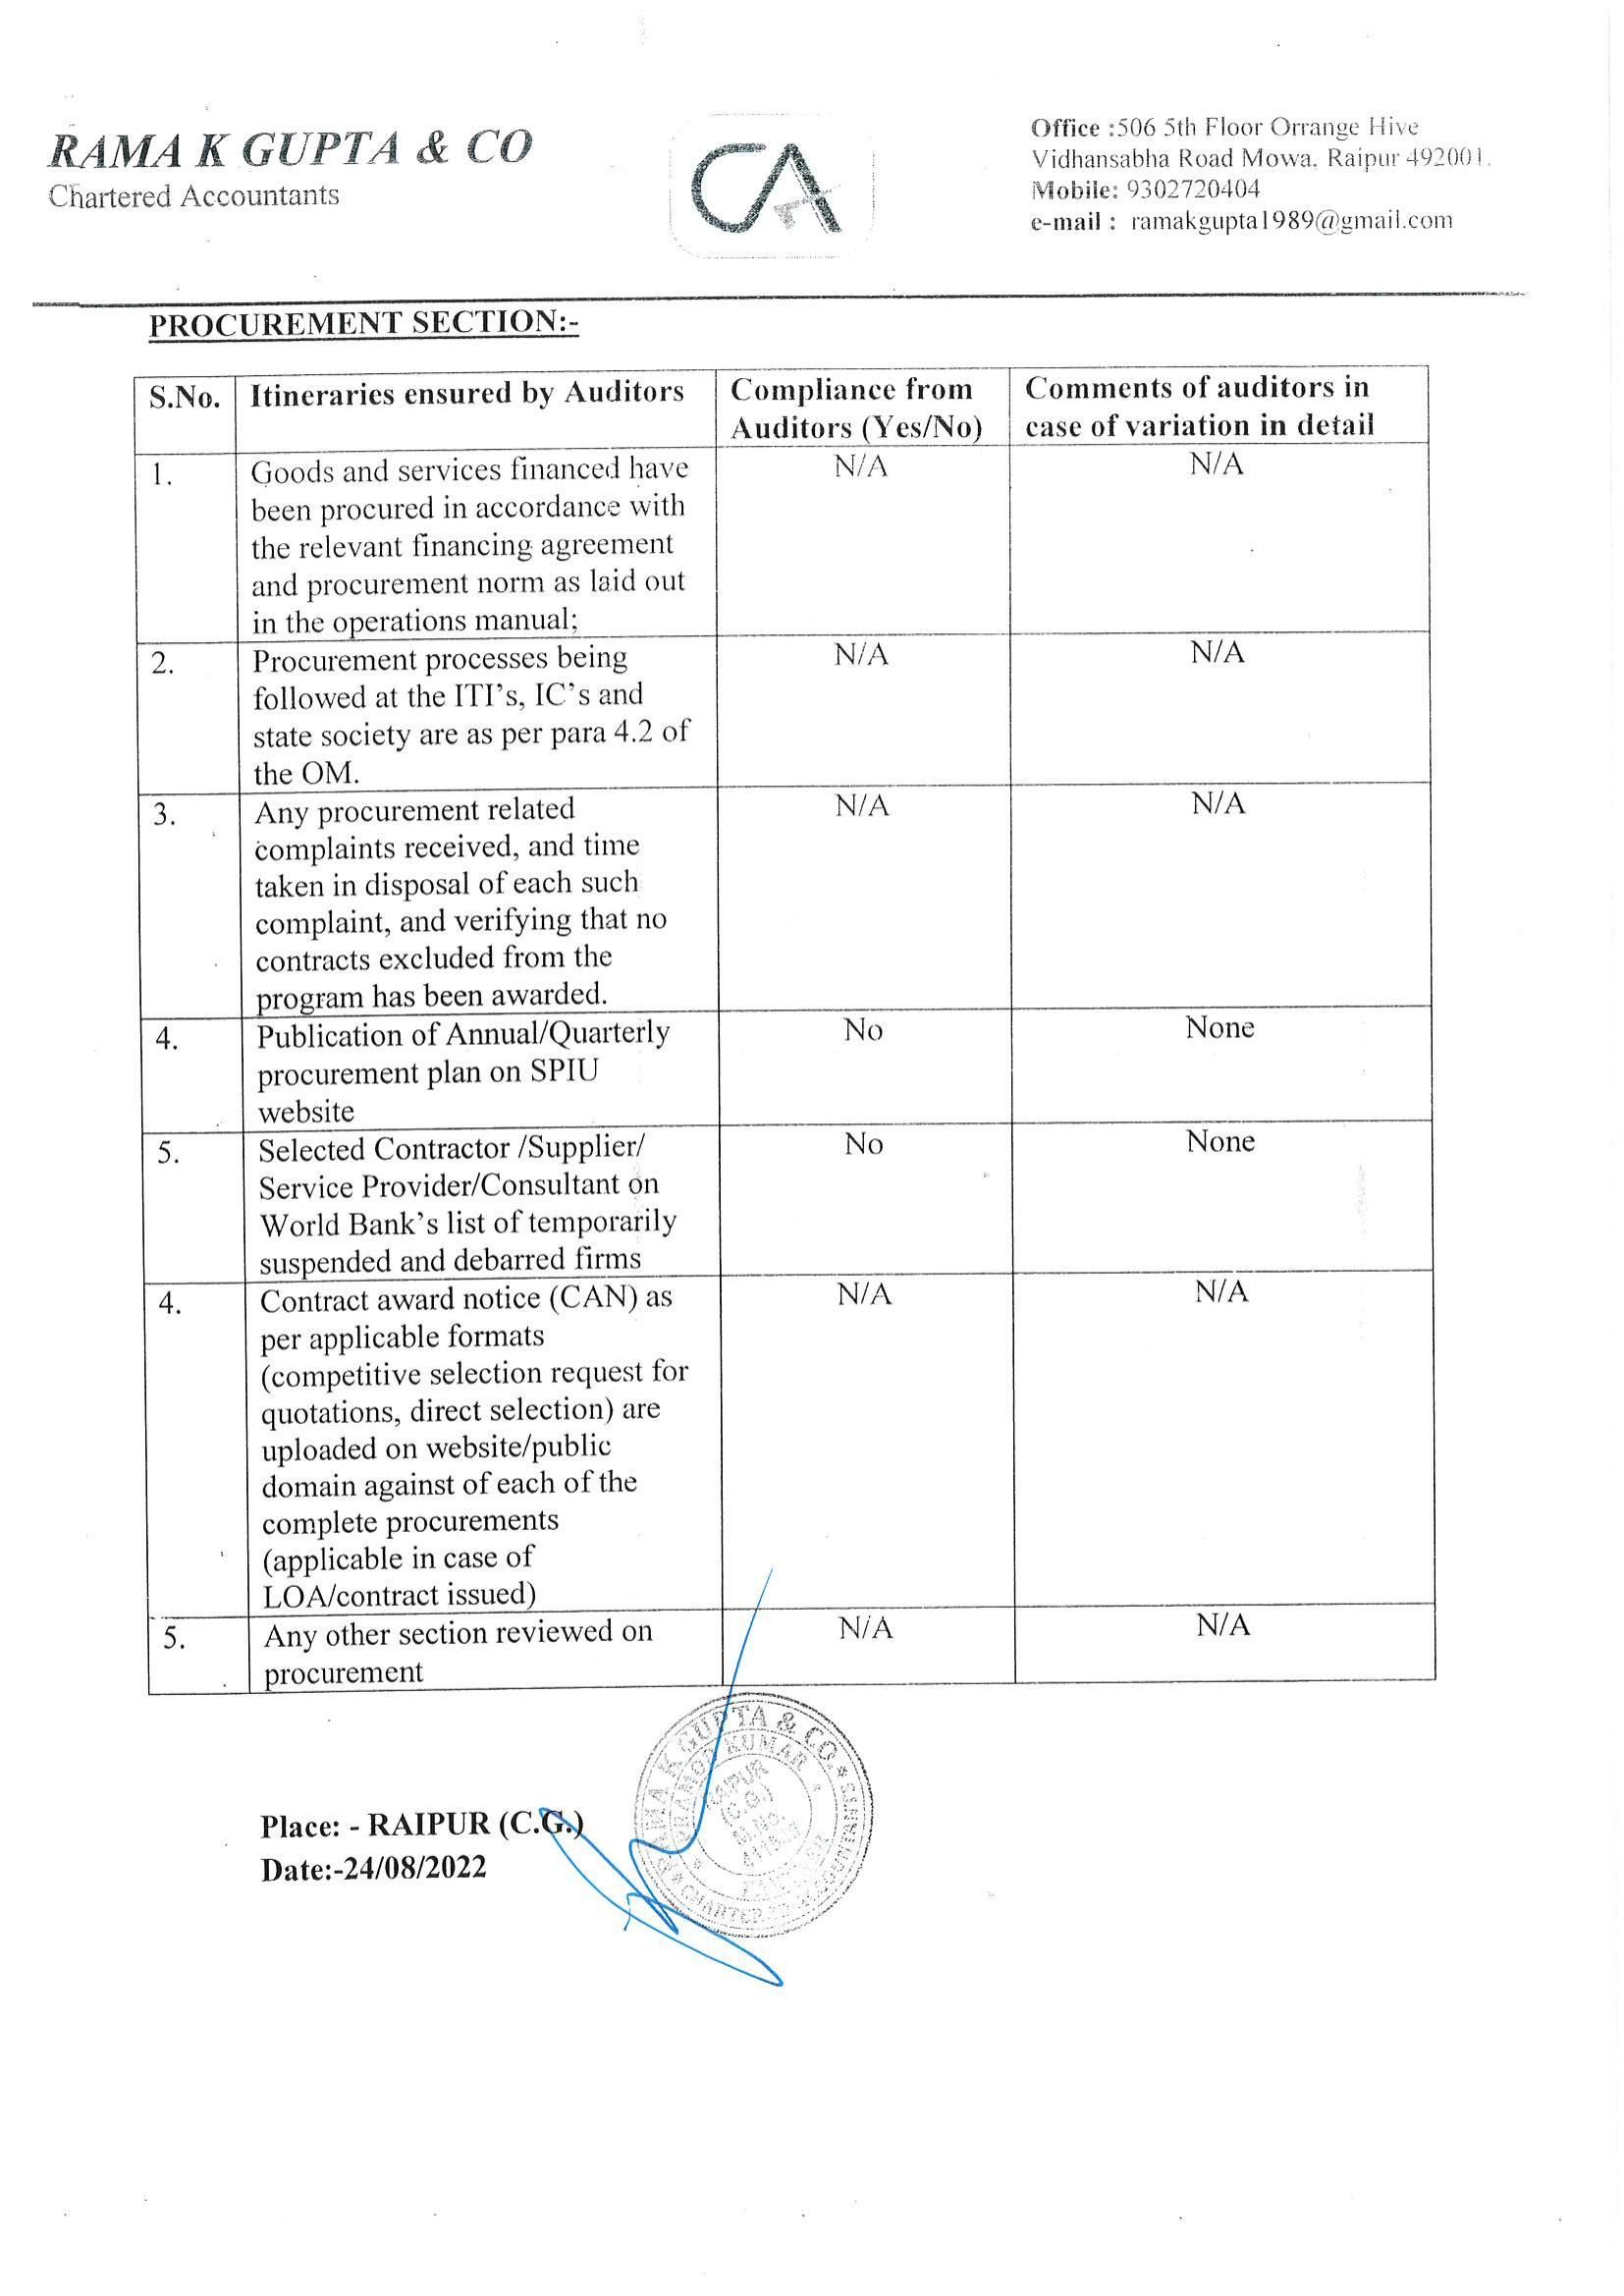 RAMA K GUPTA & CO
Chartered Accountants
CA
Office :506 5th Floor Orrange Hive
Vidhansabha Road Mowa, Raipur 492001.
Mobile: 9302720404
e-mail : ramakgupta1989@gmail.com
PROCUREMENT SECTION:-
S.No. Itineraries ensured by Auditors Compliance from Comments of auditors in
Auditors (Yes/No) case of variation in detail
1. Goods and services financed have N/A N/A
been procured in accordance with
the relevant financing agreement
and procurement norm as laid out
in the operations manual;
2. Procurement processes being N/A N/A
followed at the ITI’s, IC’s and
state society are as per para 4.2 of
the OM.
3. Any procurement related N/A N/A
complaints received, and time
taken in disposal of each such
complaint, and verifying that no
contracts excluded from the
program has been awarded.
4. Publication of Annual/Quarterly No None
procurement plan on SPIU
website
5. Selected Contractor /Supplier/ No None
Service Provider/Consultant on
World Bank’s list of temporarily
suspended and debarred firms
4. Contract award notice (CAN) as N/A N/A
per applicable formats
(competitive selection request for
quotations, direct selection) are
uploaded on website/public
domain against of each of the
complete procurements
(applicable in case of
LOA/contract issued)
5. Any other section reviewed on N/A N/A
procurement
RAMA K GUPTA & CO.
CHARTERED ACCOUNTANTS
KUMAR
(C.G.)
Place: - RAIPUR (C.G.)
Date:-24/08/2022